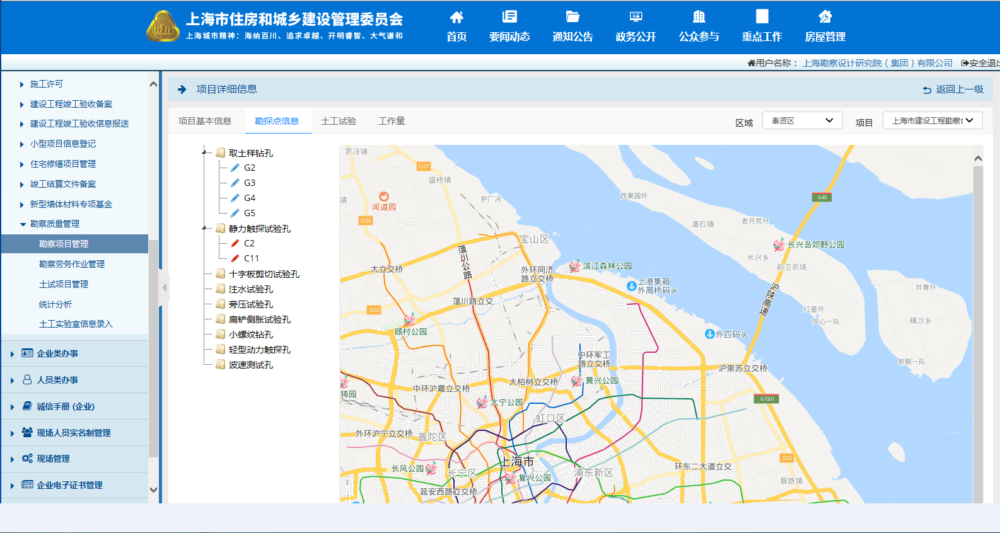 上海市住房和城乡建设管理委员会
上海城市精神：海纳百川、追求卓越、开明睿智、大气谦和
首页
要闻动态
通知公告
政务公开
公众参与
重点工作
房屋管理
用户名称： 上海勘察设计研究院（集团）有限公司
安全退出
施工许可
建设工程竣工验收备案
建设工程竣工验收信息报送
小型项目信息登记
住宅修缮项目管理
竣工结算文件备案
新型墙体材料专项基金
勘察质量管理
勘察项目管理
勘察劳务作业管理
土试项目管理
统计分析
土工实验室信息录入
企业类办事
人员类办事
诚信手册 (企业)
现场人员实名制管理
现场管理
企业电子证书管理
项目详细信息
返回上一级
项目基本信息
勘探点信息
土工试验
工作量
区域
奉贤区
项目
上海市建设工程勘察
取土样钻孔
G2
G3
G4
G5
静力触探试验孔
C2
C11
十字板剪切试验孔
注水试验孔
旁压试验孔
扁铲侧胀试验孔
小螺纹钻孔
轻型动力触探孔
波速测试孔
罗泾镇
S127
盛桥镇
护厂河
镇
闻道园
S126
西果园圩
G40
潘石镇
老开荒圩
宝山区
长兴岛郊野公园
长兴乡
前卫农场
蕰川公路
太立交桥
外环同济
路立交桥
滨江森林公园
上港集箱
外高桥码头
沪陕高速
共青圩
蕰川路立交
S322
红星圩
同心一队
横沙乡
顾村公园
外四码头
中环军工
路立交桥
新联一队
沪崇苏立交桥
大柏树立交桥
黄兴公园
中环沪嘉立交桥
猗园
大宁公园
G1501
虹口区
外环沪宁立交桥
普陀区
S221
上海市
长风公园
长宁区
复兴公园
浦东新区
环东二大道立交
蔡路镇
延安西路立交桥